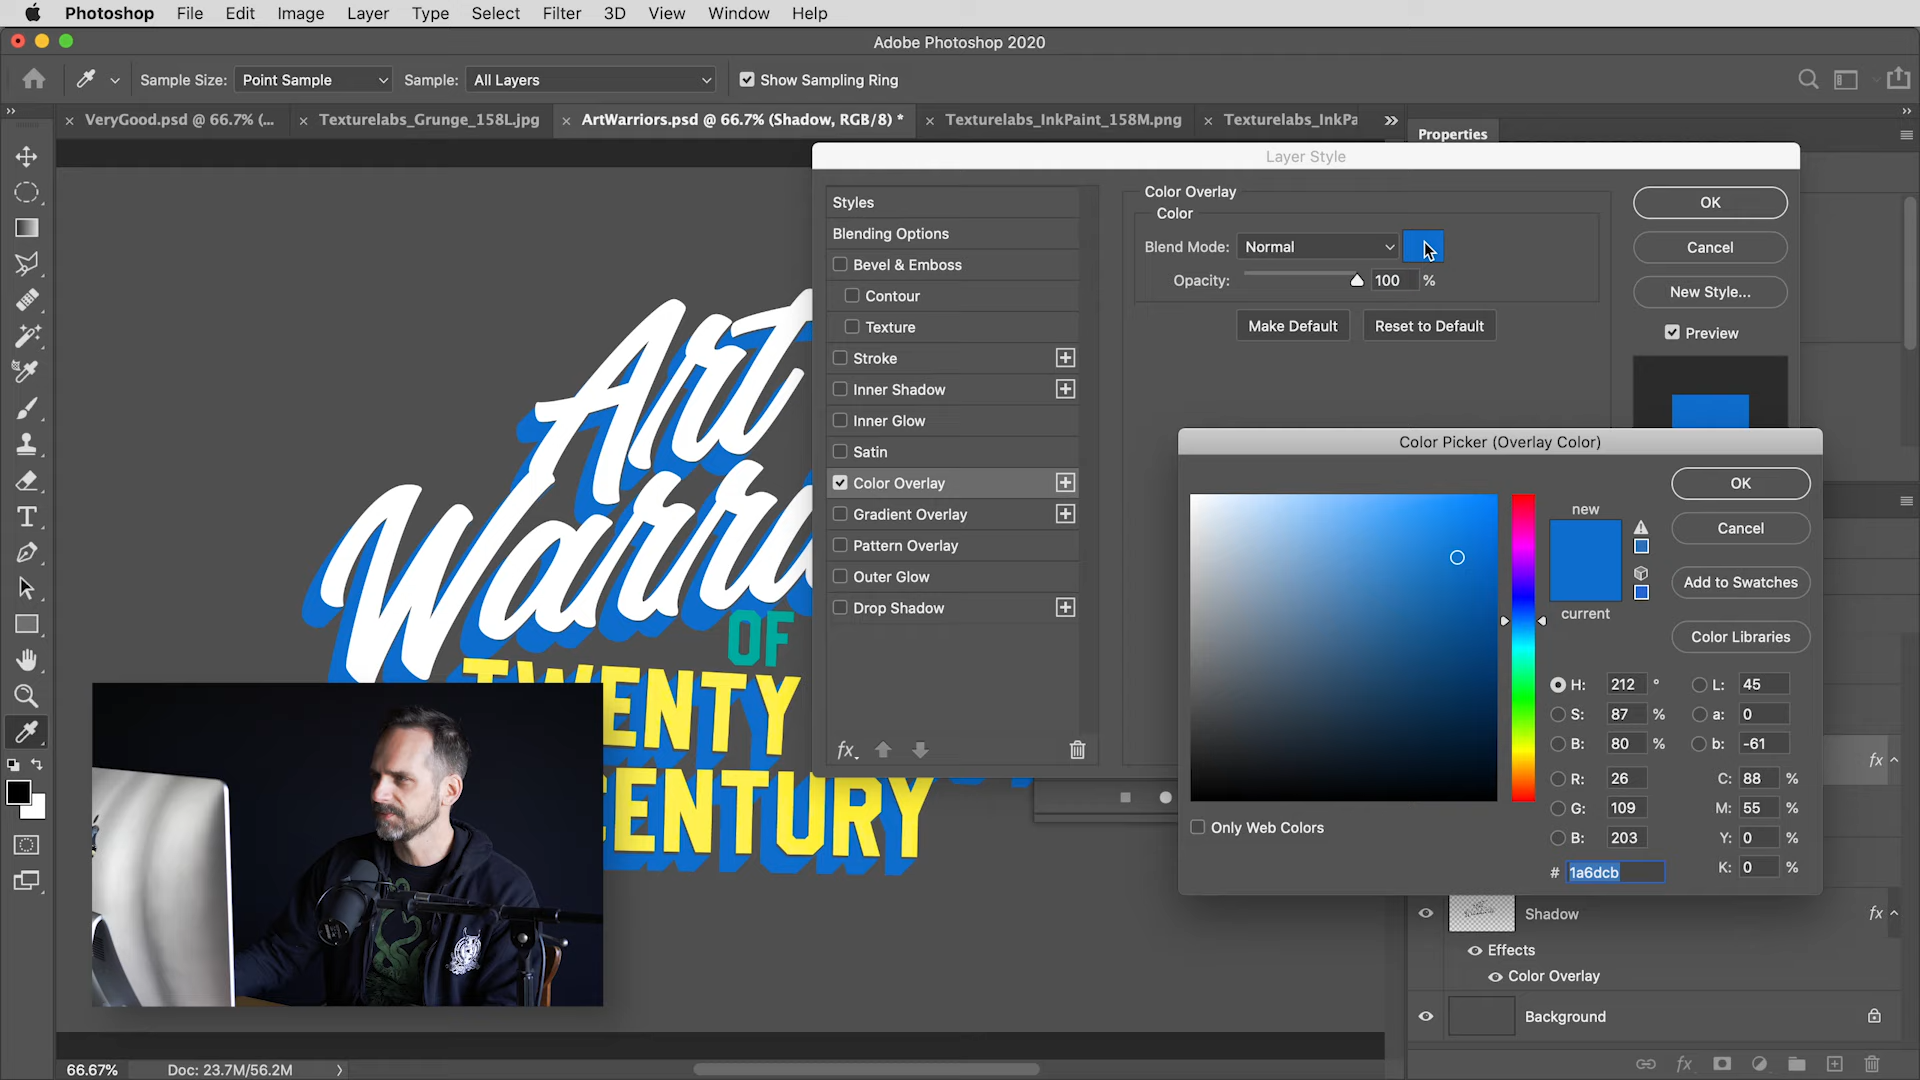 Photoshop File Edit Image Layer Type Select Filter 3D View Window Help
Adobe Photoshop 2020
Sample Size: Point Sample Sample: All Layers Show Sampling Ring
VeryGood.psd @ 66.7% (... Texturelabs_Grunge_158L.jpg ArtWarriors.psd @ 66.7% (Shadow, RGB/8) * Texturelabs_InkPaint_158M.png Texturelabs_InkPa
Properties
Layer Style
Styles
Blending Options
Bevel & Emboss
Contour
Texture
Stroke
Inner Shadow
Inner Glow
Satin
Color Overlay
Gradient Overlay
Pattern Overlay
Outer Glow
Drop Shadow
fx
Color Overlay
Color
Blend Mode: Normal
Opacity: 100 %
Make Default Reset to Default
OK
Cancel
New Style...
Preview
Color Picker (Overlay Color)
new
current
OK
Cancel
Add to Swatches
Color Libraries
H: 212 ° L: 45
S: 87 % a: 0
B: 80 % b: -61
R: 26 C: 88 %
G: 109 M: 55 %
B: 203 Y: 0 %
# 1a6dcb K: 0 %
Only Web Colors
Art
Warr
OF
TWENTY
CENTURY
fx
Shadow fx
Effects
Color Overlay
Background
fx
66.67% Doc: 23.7M/56.2M